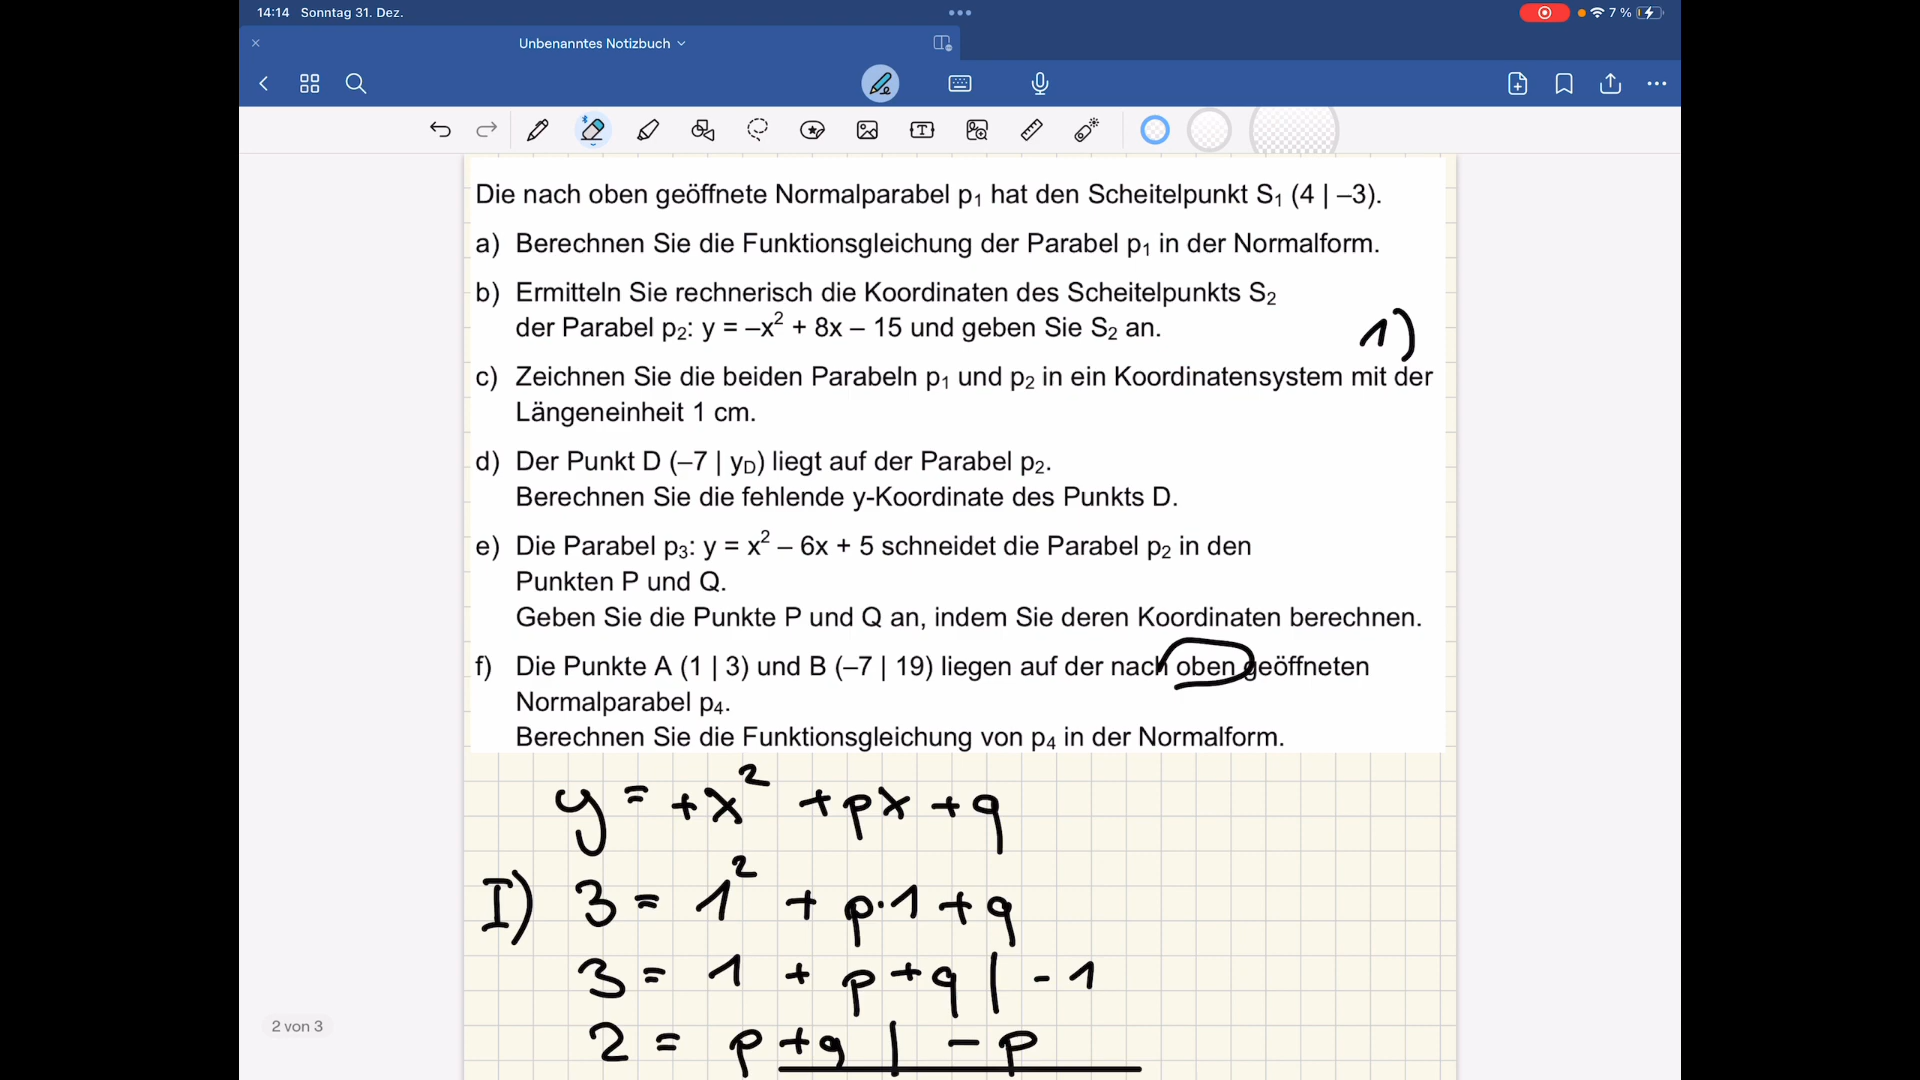 14:14 Sonntag 31. Dez.
7 %
Unbenanntes Notizbuch
Die nach oben geöffnete Normalparabel p₁ hat den Scheitelpunkt S₁ (4 | –3).
a) Berechnen Sie die Funktionsgleichung der Parabel p₁ in der Normalform.
b) Ermitteln Sie rechnerisch die Koordinaten des Scheitelpunkts S₂
der Parabel p₂: y = –x² + 8x – 15 und geben Sie S₂ an.
1)
c) Zeichnen Sie die beiden Parabeln p₁ und p₂ in ein Koordinatensystem mit der
Längeneinheit 1 cm.
d) Der Punkt D (–7 | y_D) liegt auf der Parabel p₂.
Berechnen Sie die fehlende y-Koordinate des Punkts D.
e) Die Parabel p₃: y = x² – 6x + 5 schneidet die Parabel p₂ in den
Punkten P und Q.
Geben Sie die Punkte P und Q an, indem Sie deren Koordinaten berechnen.
f) Die Punkte A (1 | 3) und B (–7 | 19) liegen auf der nach oben geöffneten
Normalparabel p₄.
Berechnen Sie die Funktionsgleichung von p₄ in der Normalform.
y = +x² + px + q
I) 3 = 1² + p·1 + q
3 = 1 + p + q | - 1
2 = p + q | - p
2 von 3